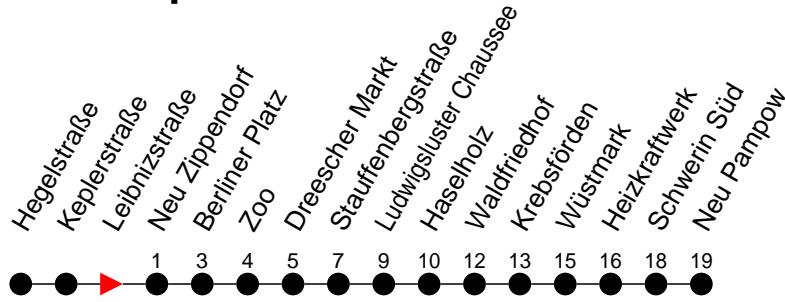 Hegelstraße
Keplerstraße
Leibnizstraße
Neu Zippendorf
Berliner Platz
Zoo
Dreescher Markt
Stauffenbergstraße
Ludwigsluster Chaussee
Haselholz
Waldfriedhof
Krebsförden
Wüstmark
Heizkraftwerk
Schwerin Süd
Neu Pampow
1 3 4 5 7 9 10 12 13 15 16 18 19